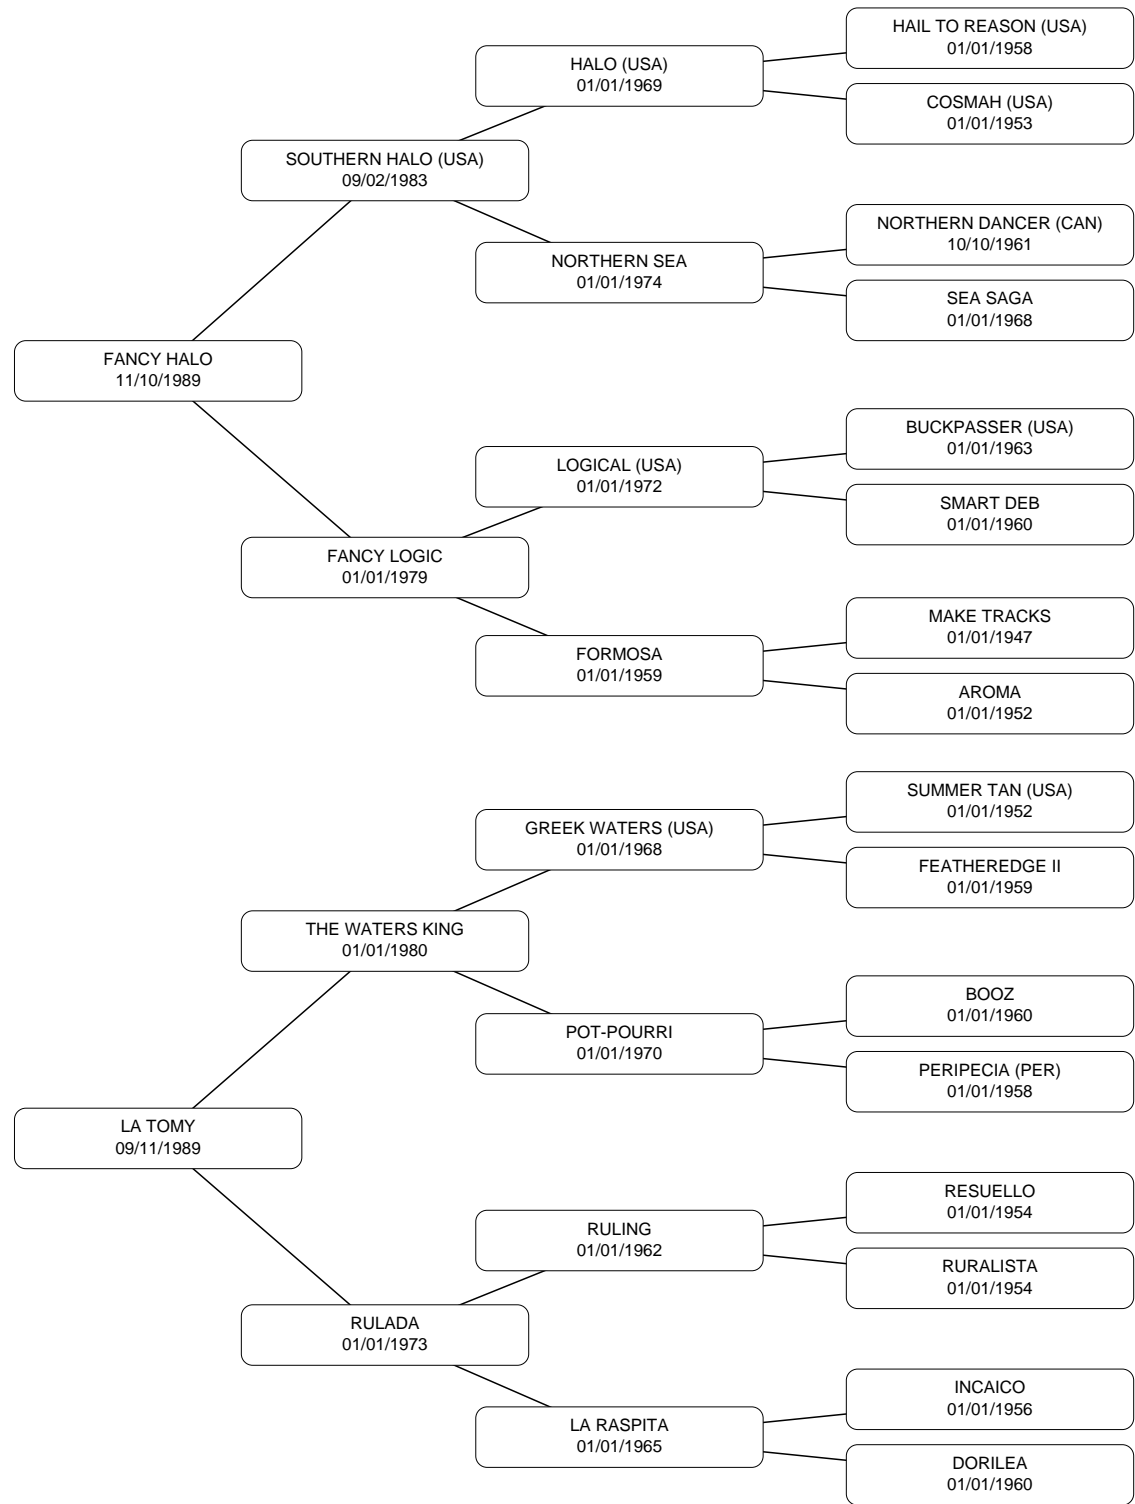 HAIL TO REASON (USA)
01/01/1958
HALO (USA)
01/01/1969
COSMAH (USA)
01/01/1953
SOUTHERN HALO (USA)
09/02/1983
NORTHERN DANCER (CAN)
10/10/1961
NORTHERN SEA
01/01/1974
SEA SAGA
01/01/1968
FANCY HALO
11/10/1989
BUCKPASSER (USA)
01/01/1963
LOGICAL (USA)
01/01/1972
SMART DEB
01/01/1960
FANCY LOGIC
01/01/1979
MAKE TRACKS
01/01/1947
FORMOSA
01/01/1959
AROMA
01/01/1952
SUMMER TAN (USA)
01/01/1952
GREEK WATERS (USA)
01/01/1968
FEATHEREDGE II
01/01/1959
THE WATERS KING
01/01/1980
BOOZ
01/01/1960
POT-POURRI
01/01/1970
PERIPECIA (PER)
01/01/1958
LA TOMY
09/11/1989
RESUELLO
01/01/1954
RULING
01/01/1962
RURALISTA
01/01/1954
RULADA
01/01/1973
INCAICO
01/01/1956
LA RASPITA
01/01/1965
DORILEA
01/01/1960